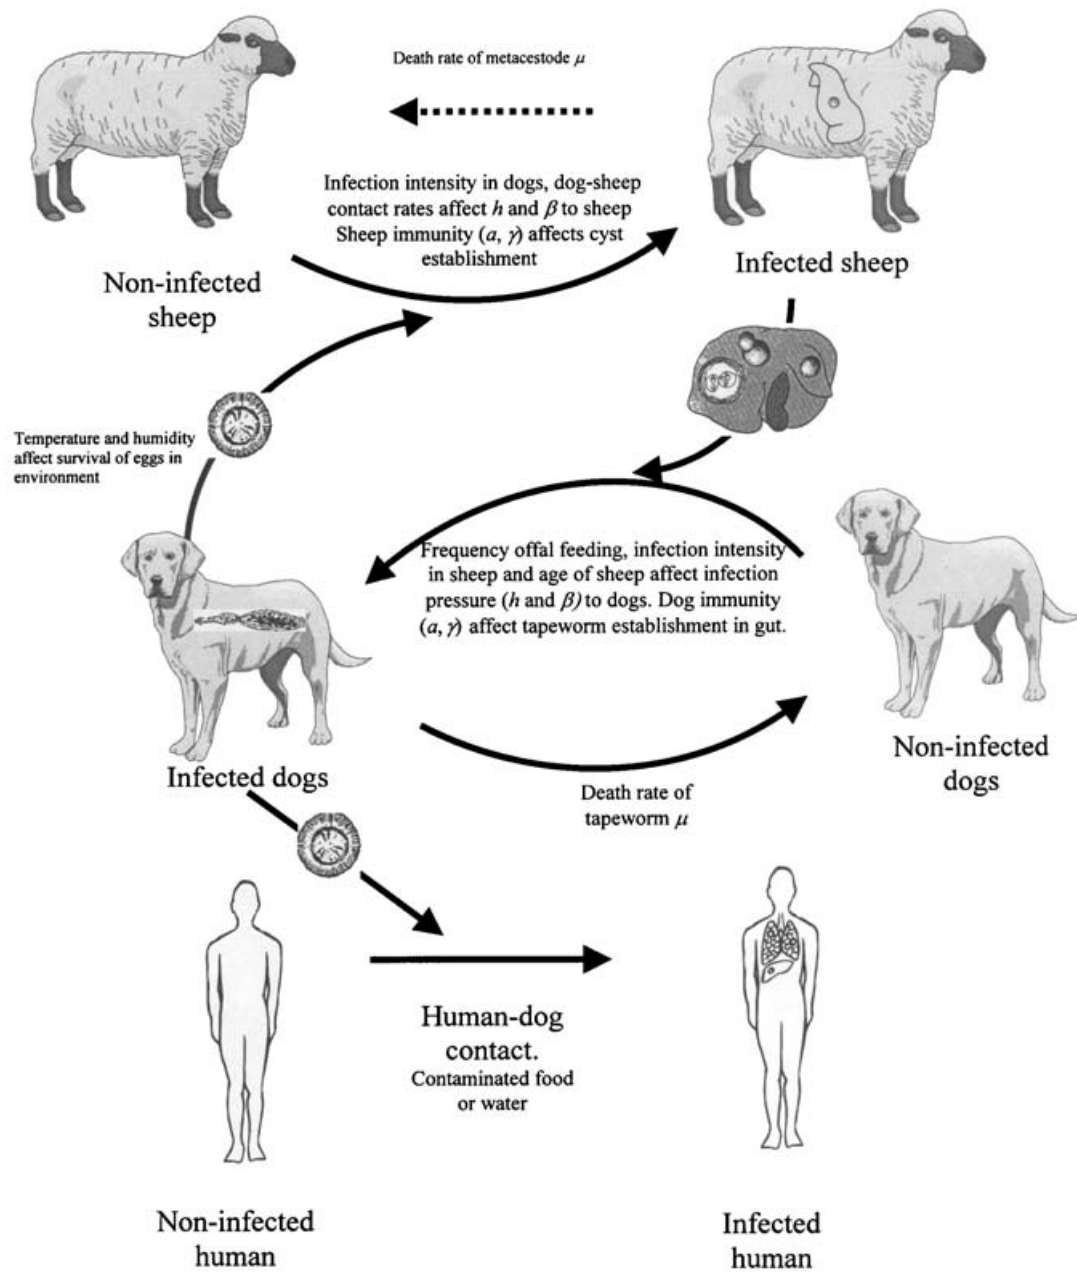 Death rate of metacestode μ
Infection intensity in dogs, dog-sheep
contact rates affect h and β to sheep
Sheep immunity (a, γ) affects cyst
establishment
Non-infected
sheep
Infected sheep
Temperature and humidity
affect survival of eggs in
environment
Frequency offal feeding, infection intensity
in sheep and age of sheep affect infection
pressure (h and β) to dogs. Dog immunity
(a, γ) affect tapeworm establishment in gut.
Infected dogs
Non-infected
dogs
Death rate of
tapeworm μ
Human-dog
contact.
Contaminated food
or water
Non-infected
human
Infected
human